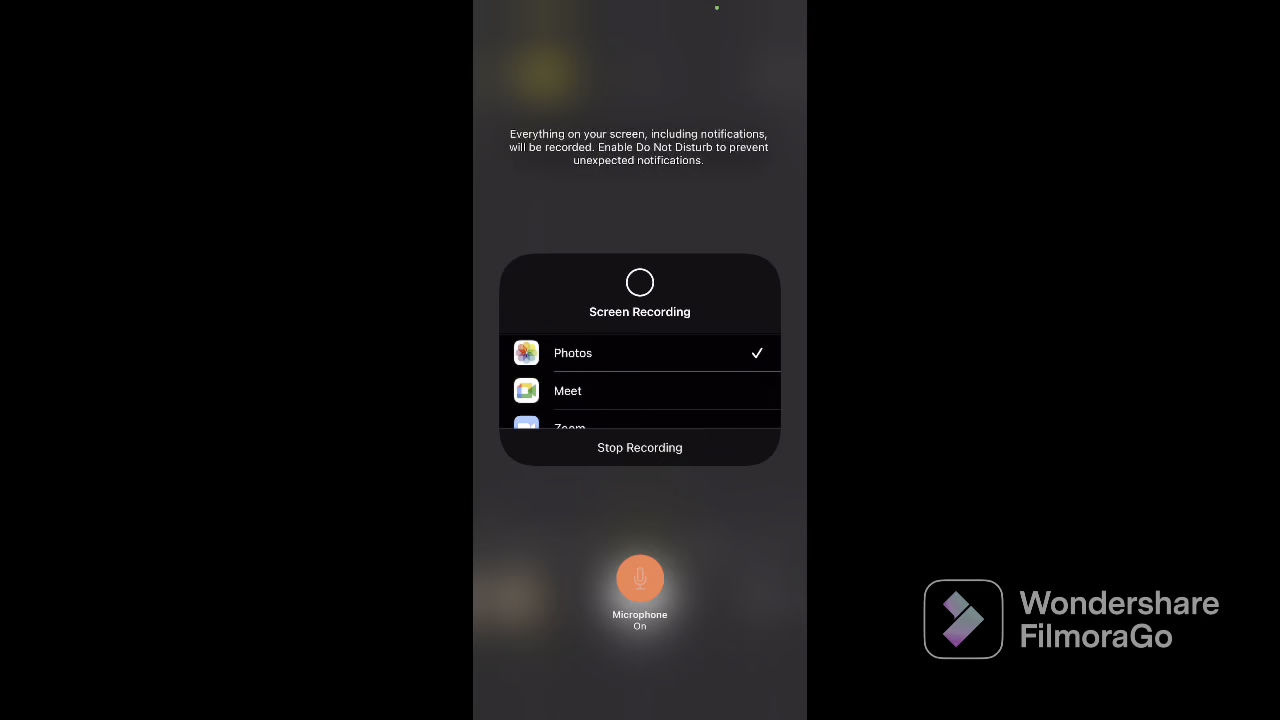 Everything on your screen, including notifications,
will be recorded. Enable Do Not Disturb to prevent
unexpected notifications.
Screen Recording
Photos
Meet
Zoom
Stop Recording
Microphone
On
Wondershare
FilmoraGo